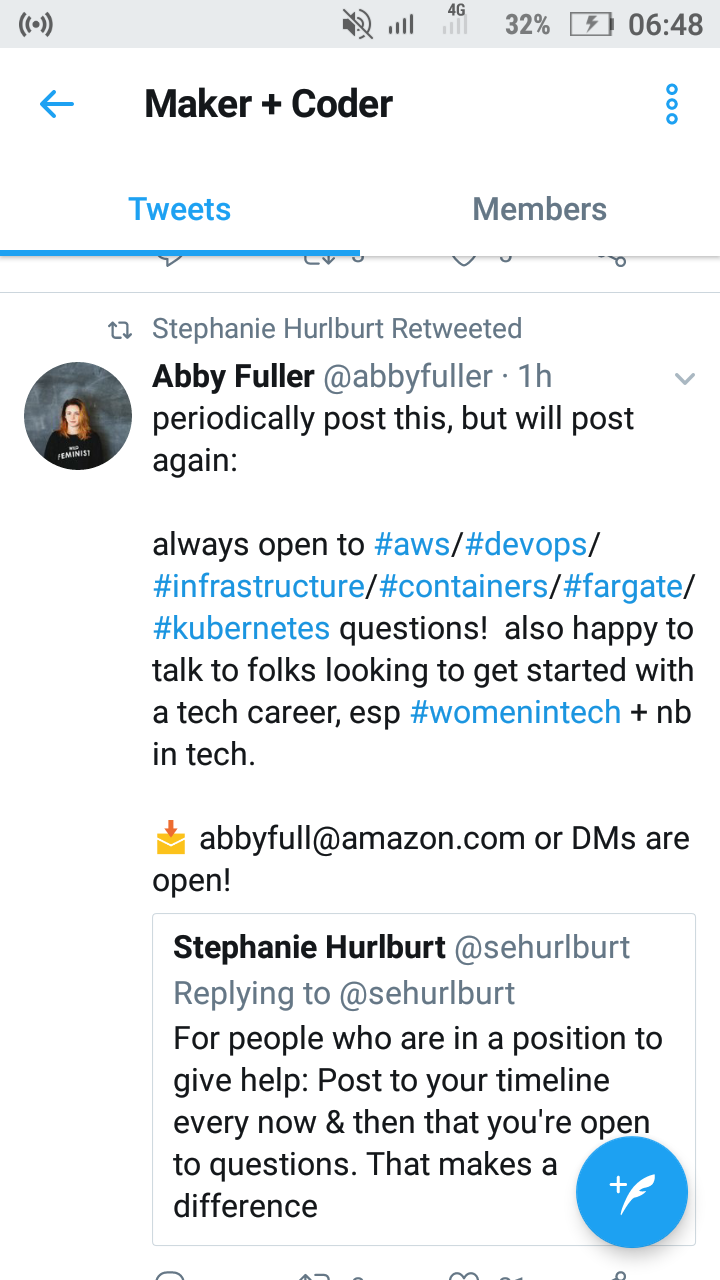 4G 32% 06:48
Maker + Coder
Tweets Members
Stephanie Hurlburt Retweeted
Abby Fuller @abbyfuller · 1h
periodically post this, but will post
again:
always open to #aws/#devops/
#infrastructure/#containers/#fargate/
#kubernetes questions!  also happy to
talk to folks looking to get started with
a tech career, esp #womenintech + nb
in tech.
📩 abbyfull@amazon.com or DMs are
open!
Stephanie Hurlburt @sehurlburt
Replying to @sehurlburt
For people who are in a position to
give help: Post to your timeline
every now & then that you're open
to questions. That makes a
difference